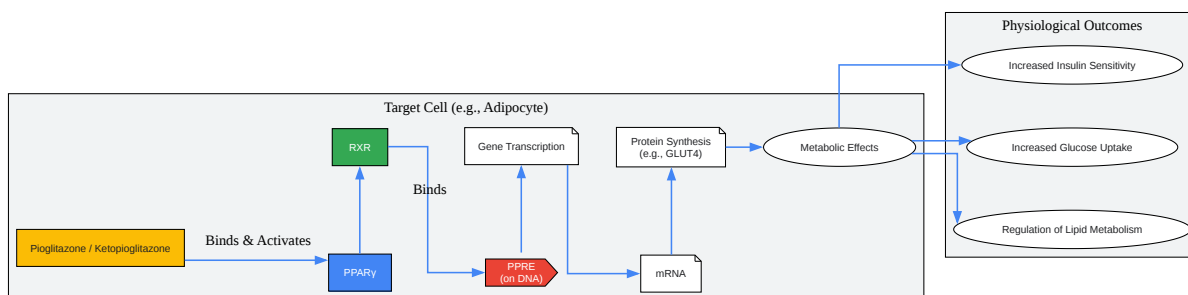 Physiological Outcomes
Increased Insulin Sensitivity
Target Cell (e.g., Adipocyte)
RXR
Gene Transcription
Protein Synthesis
(e.g., GLUT4)
Metabolic Effects
Increased Glucose Uptake
Binds
Pioglitazone / Ketopioglitazone
Binds & Activates
PPARγ
PPRE
(on DNA)
mRNA
Regulation of Lipid Metabolism